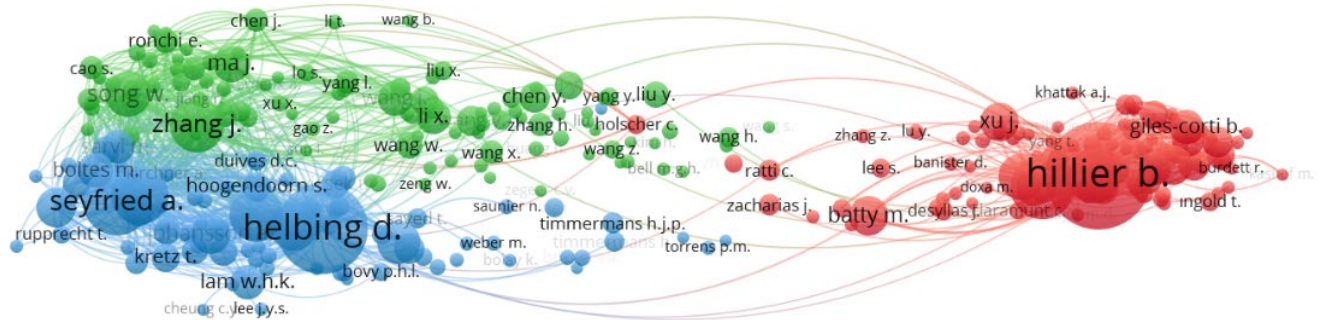 chen j.
li t.
wang b.
ronchi e.
cao s.
ma j.
lo s.
yang l.
liu x.
song w.
xu x.
li x.
chen y.
yang y.
liu y.
khattak a.j.
zhang j.
gao z.
zhang h.
holscher c.
wang h.
zhang z.
lu y.
xu j.
giles-corti b.
yang t.
wang w.
wang x.
wang z.
bell m.g.h.
boltes m.
duives d.c.
hoogendoorn s.
zeng w.
ratti c.
lee s.
banister d.
hillier b.
burdett r.
seyfried a.
saunier n.
zacharias j.
batty m.
doxa m.
desyllas j.
ingold t.
rupprecht t.
helbing d.
timmermans h.j.p.
kretz t.
weber m.
torrens p.m.
lam w.h.k.
bovy p.h.l.
lee j.y.s.